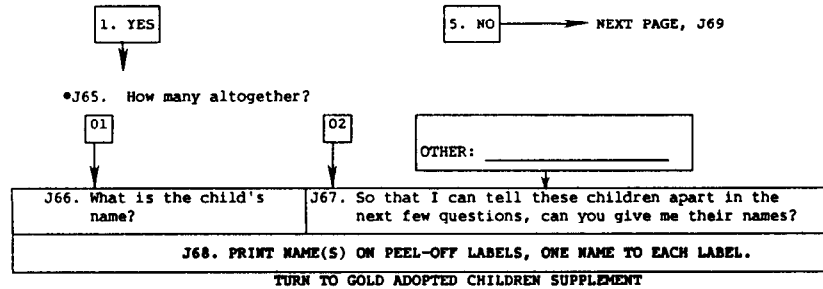 1. YES 5. NO NEXT PAGE, J69
•J65. How many altogether?
01 02
OTHER:
J66. What is the child's J67. So that I can tell these children apart in the
name? next few questions, can you give me their names?
J68. PRINT NAME(S) ON PEEL-OFF LABELS, ONE NAME TO EACH LABEL.
TURN TO GOLD ADOPTED CHILDREN SUPPLEMENT